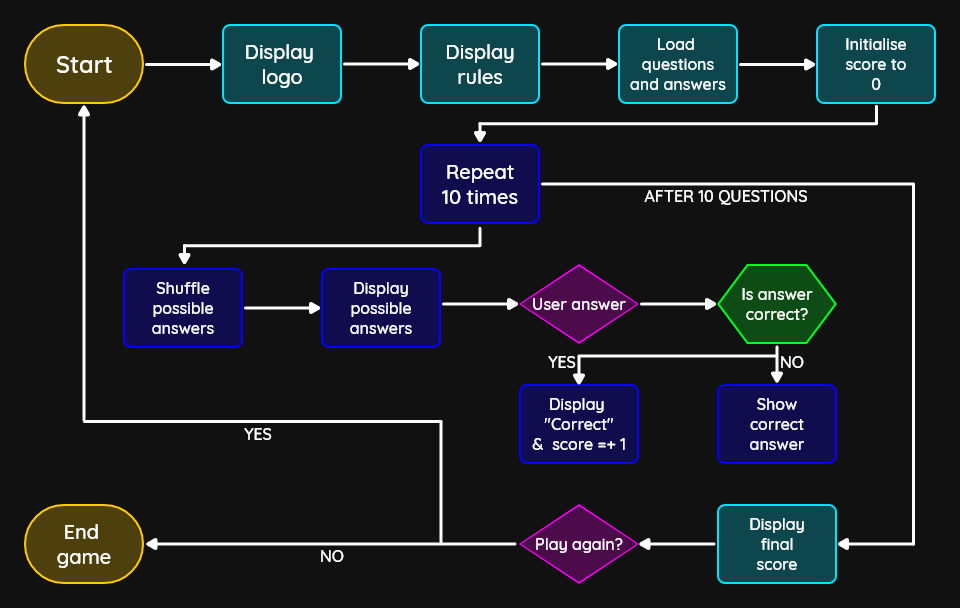 Start
Display
logo
Display
rules
Load
questions
and answers
Initialise
score to
0
Repeat
10 times
AFTER 10 QUESTIONS
Shuffle
possible
answers
Display
possible
answers
User answer
Is answer
correct?
YES
NO
Display
"Correct"
& score =+ 1
Show
correct
answer
YES
End
game
NO
Play again?
Display
final
score